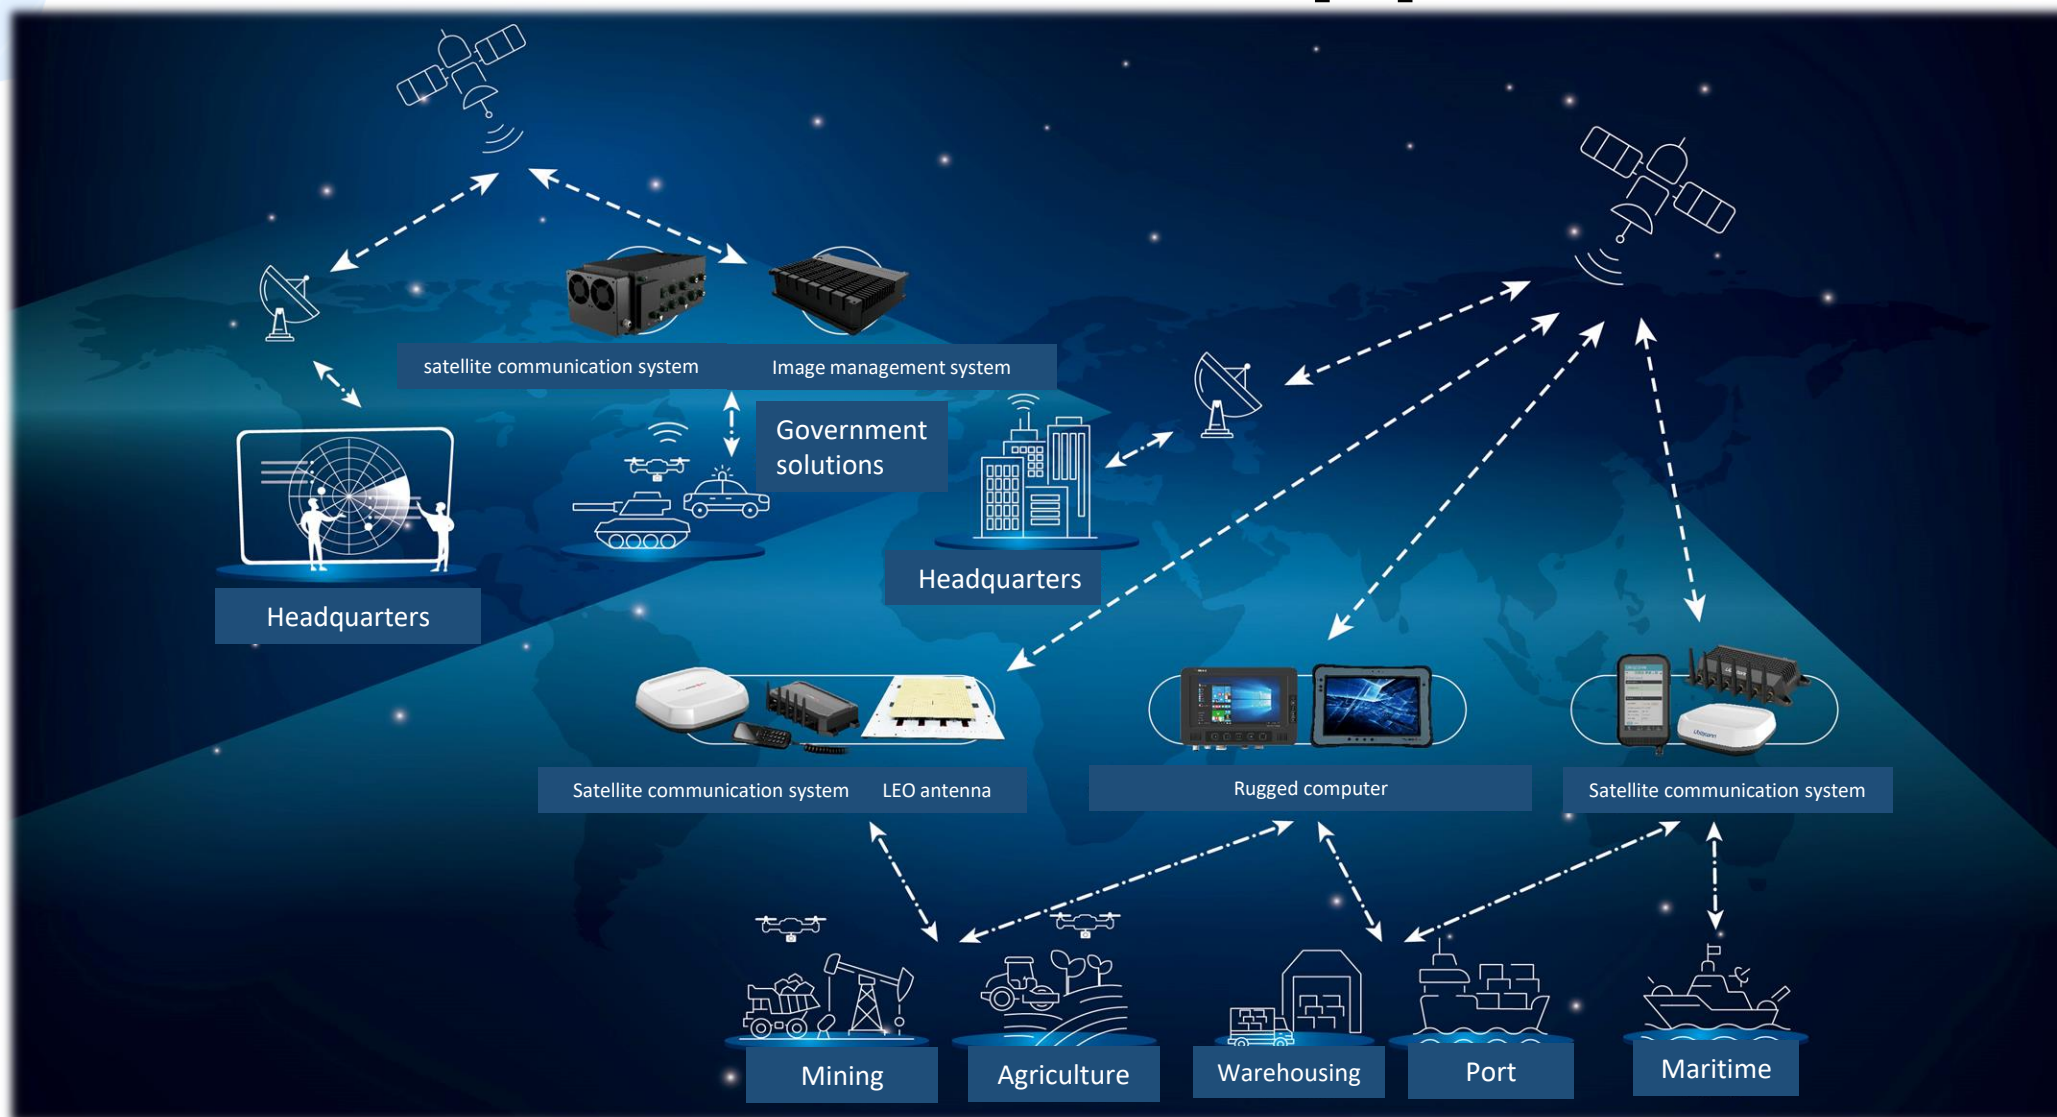 satellite communication system
Image management system
Government
solutions
Headquarters
Headquarters
Satellite communication system
LEO antenna
Rugged computer
Satellite communication system
Mining
Agriculture
Warehousing
Port
Maritime